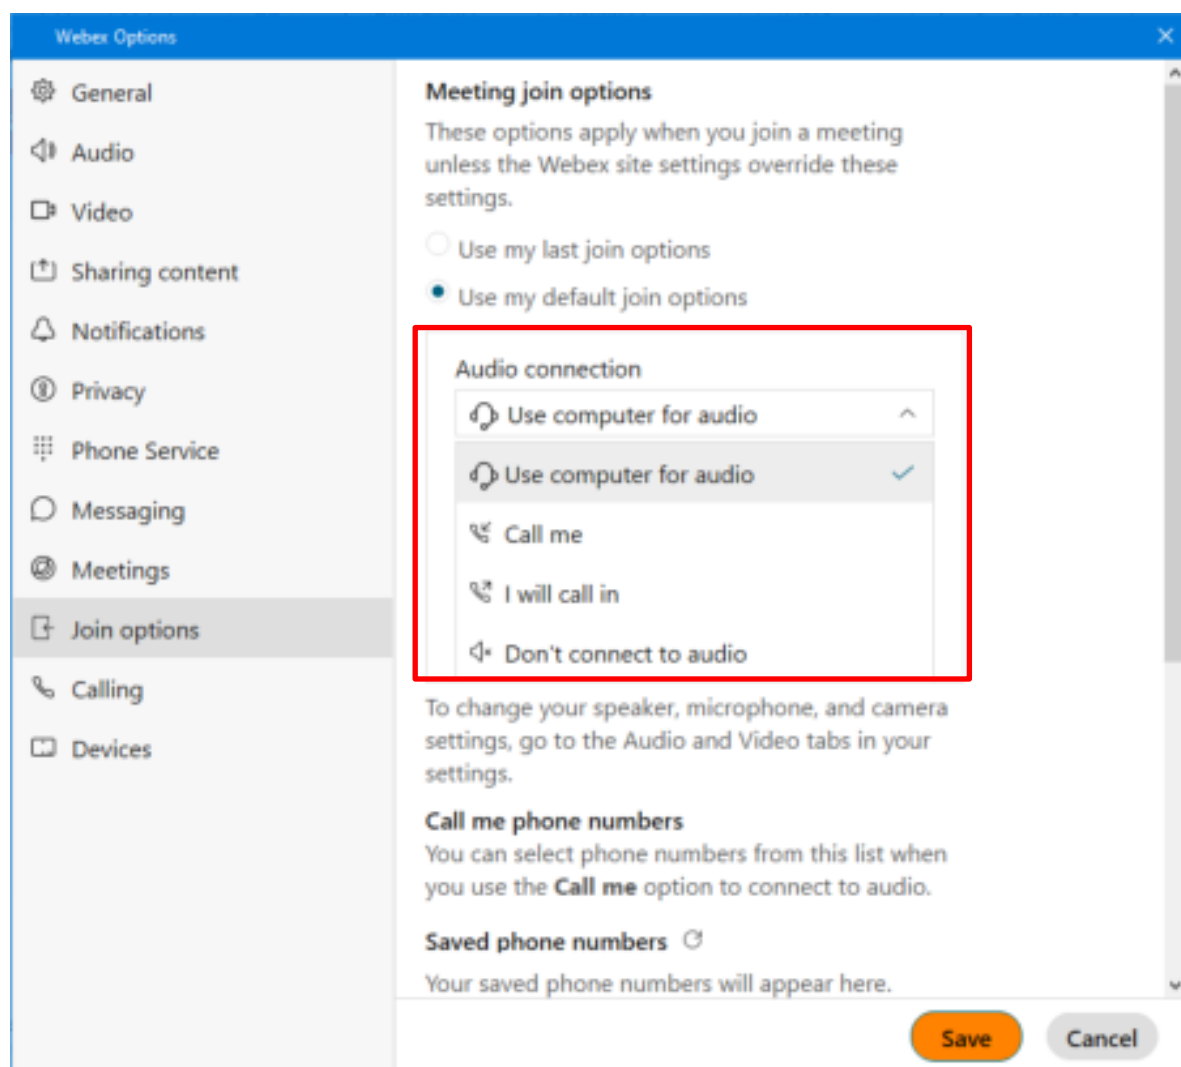 Webex Options
General
Audio
Video
Sharing content
Notifications
Privacy
Phone Service
Messaging
Meetings
Join options
Calling
Devices
Meeting join options
These options apply when you join a meeting
unless the Webex site settings override these
settings.
Use my last join options
Use my default join options
Audio connection
Use computer for audio
Use computer for audio
Call me
I will call in
Don't connect to audio
To change your speaker, microphone, and camera
settings, go to the Audio and Video tabs in your
settings.
Call me phone numbers
You can select phone numbers from this list when
you use the Call me option to connect to audio.
Saved phone numbers
Your saved phone numbers will appear here.
Save
Cancel